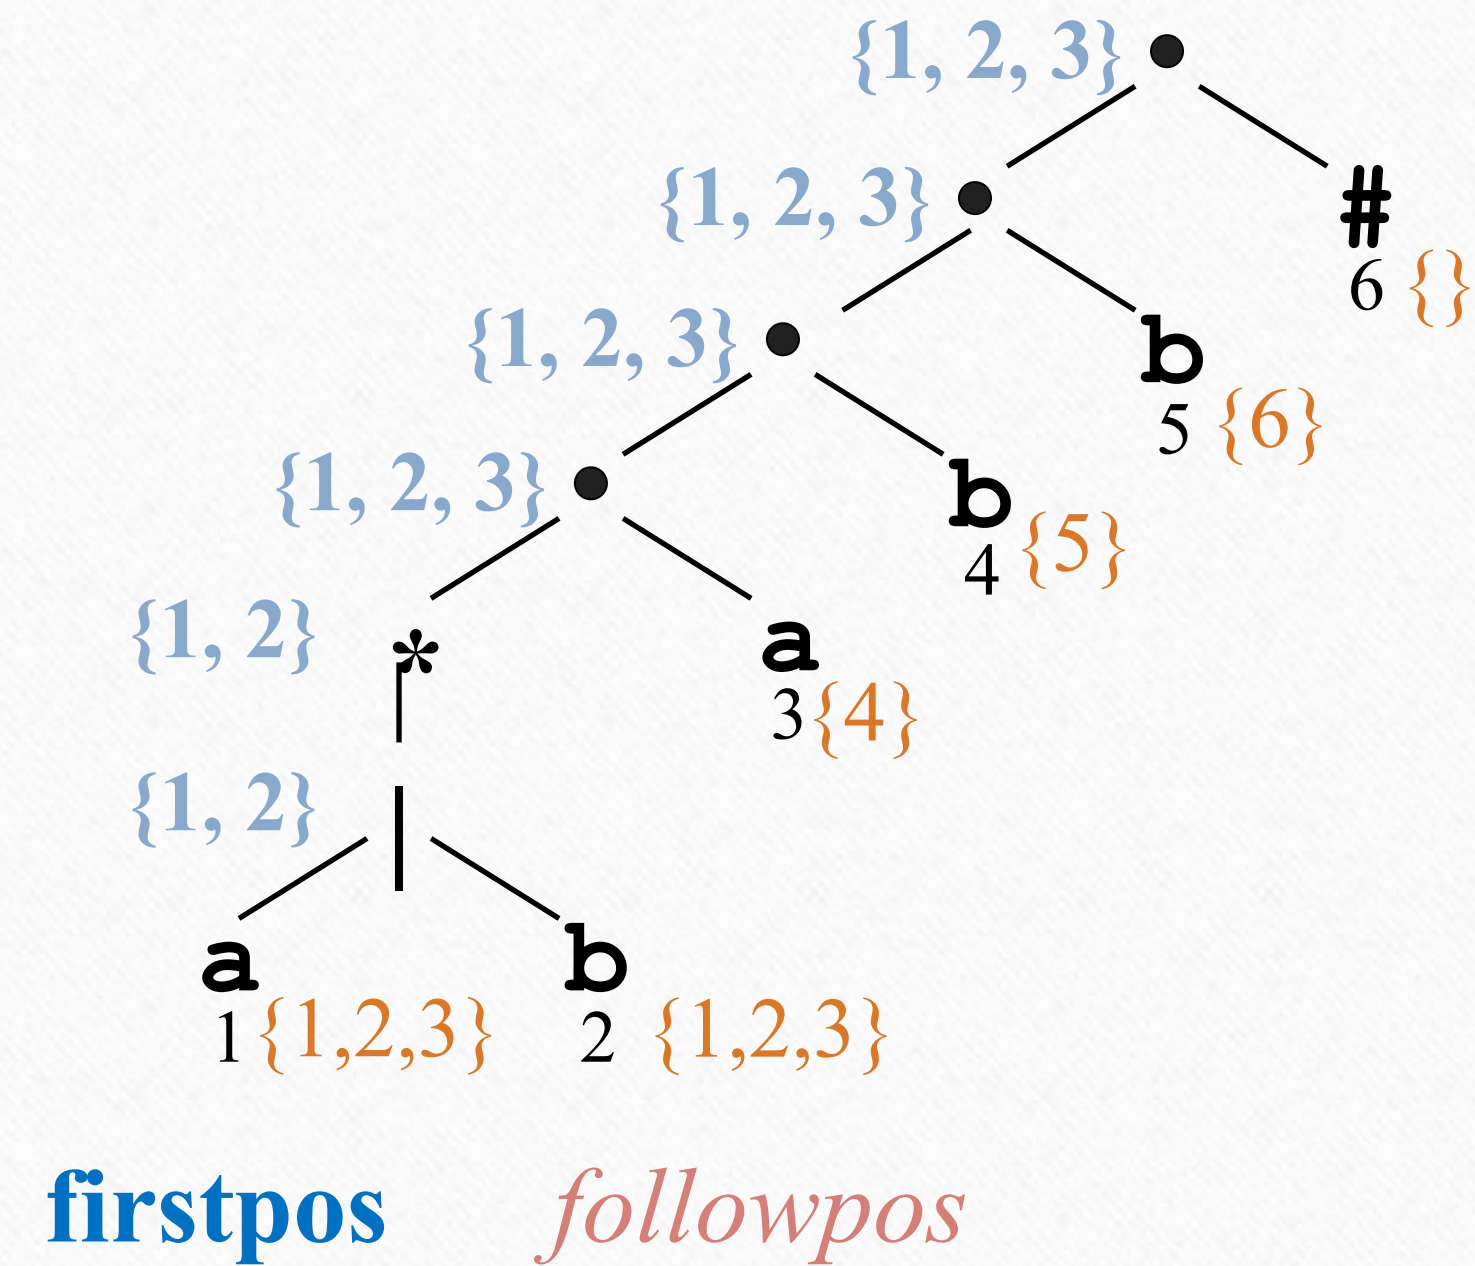 {1, 2, 3} •
{1, 2, 3} • #
6 {}
{1, 2, 3} • b
5 {6}
{1, 2, 3} • b
4 {5}
{1, 2} * a
3 {4}
{1, 2} |
a b
1 {1,2,3} 2 {1,2,3}
firstpos followpos